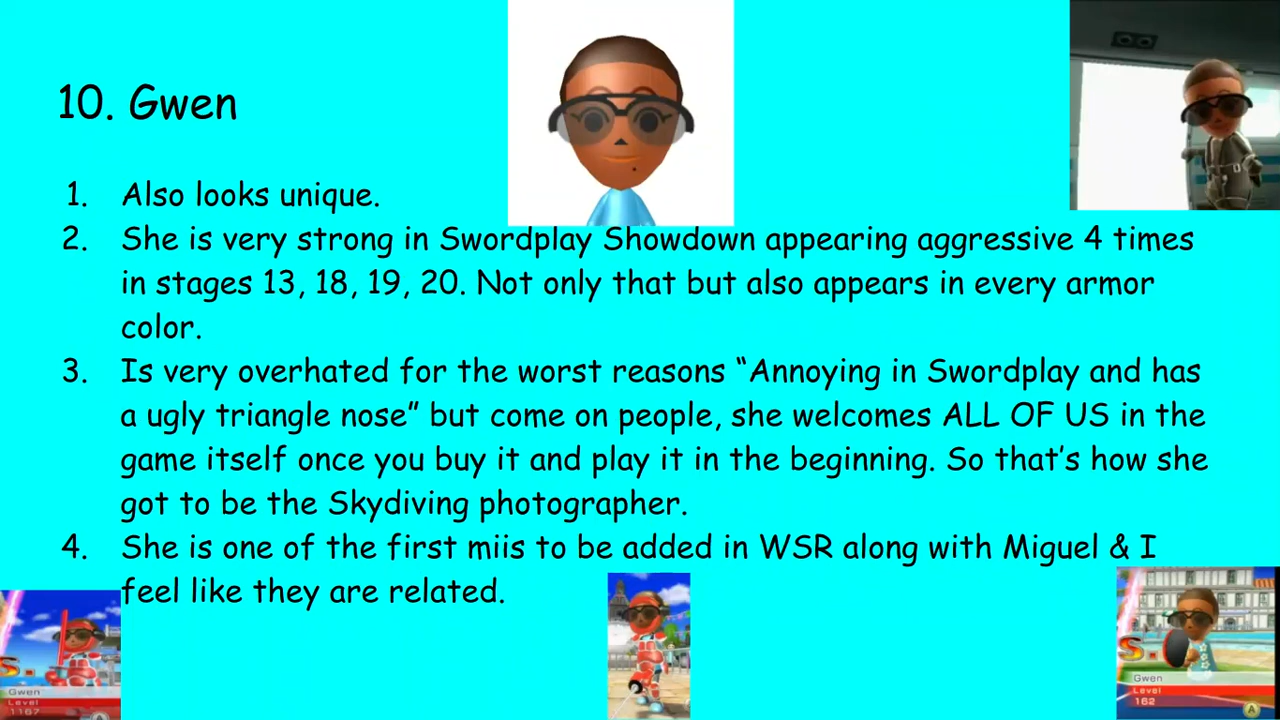 10. Gwen
1. Also looks unique.
2. She is very strong in Swordplay Showdown appearing aggressive 4 times
in stages 13, 18, 19, 20. Not only that but also appears in every armor
color.
3. Is very overhated for the worst reasons “Annoying in Swordplay and has
a ugly triangle nose” but come on people, she welcomes ALL OF US in the
game itself once you buy it and play it in the beginning. So that’s how she
got to be the Skydiving photographer.
4. She is one of the first miis to be added in WSR along with Miguel & I
feel like they are related.
S.
Gwen
Level
1167
A
S.
Gwen
Level
162
A